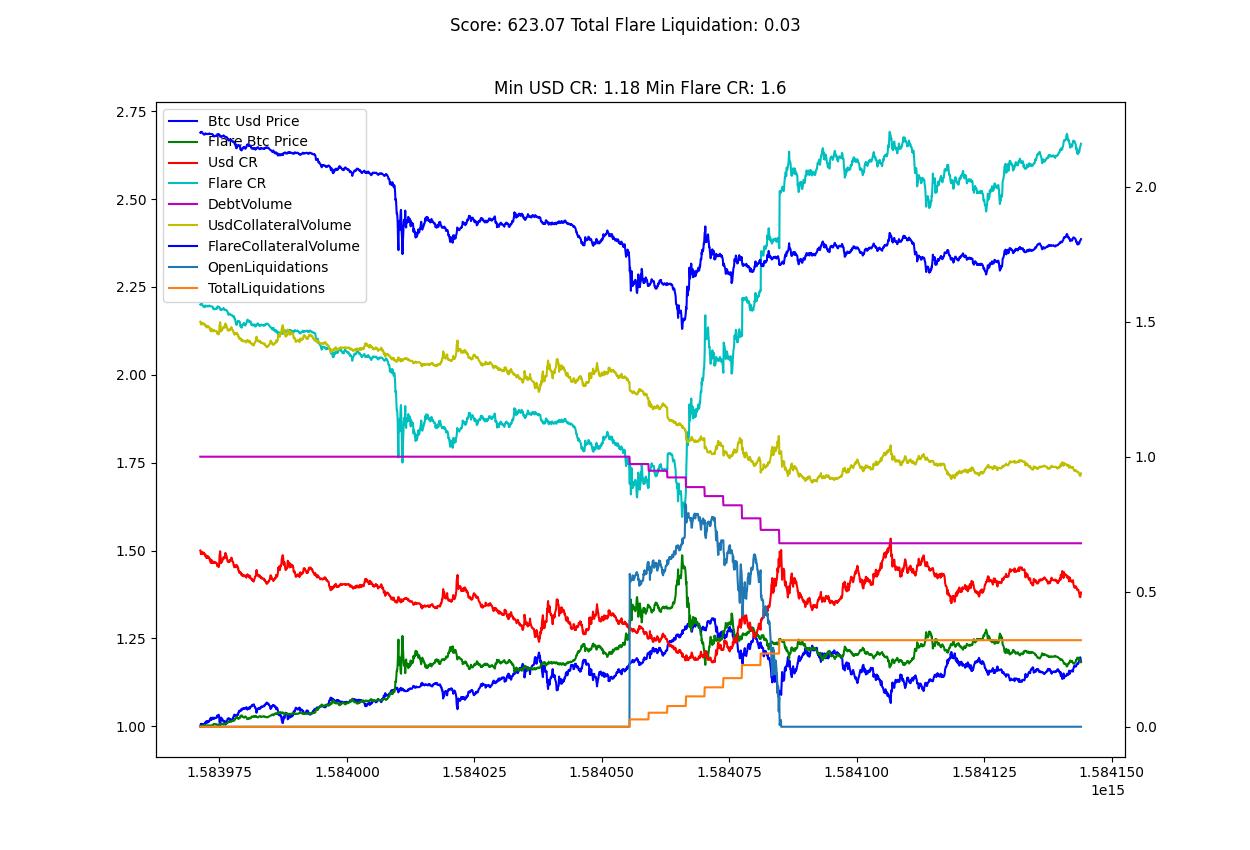 Score: 623.07 Total Flare Liquidation: 0.03
Min USD CR: 1.18 Min Flare CR: 1.6
Btc Usd Price
Flare Btc Price
Usd CR
Flare CR
DebtVolume
UsdCollateralVolume
FlareCollateralVolume
OpenLiquidations
TotalLiquidations
2.75
2.50
2.25
2.00
1.75
1.50
1.25
1.00
2.0
1.5
1.0
0.5
0.0
1.583975 1.584000 1.584025 1.584050 1.584075 1.584100 1.584125 1.584150
1e15